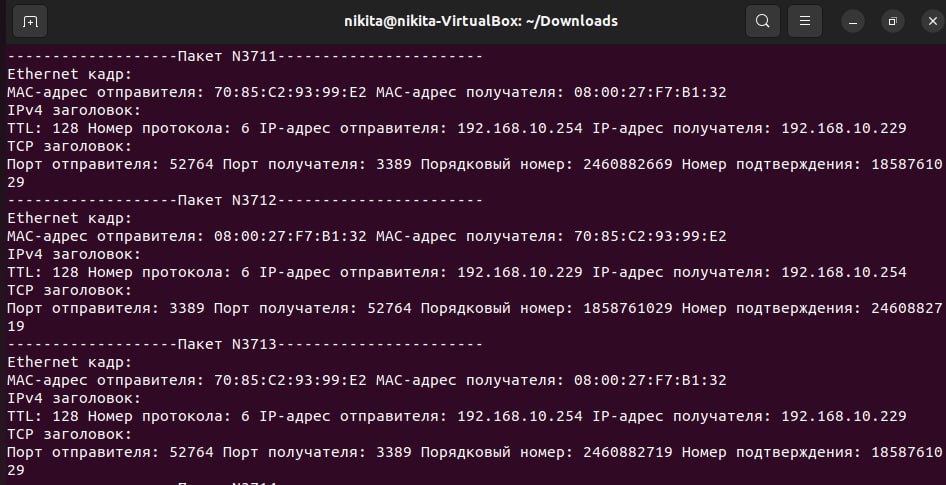 nikita@nikita-VirtualBox: ~/Downloads
-------------------Пакет N3711-----------------------
Ethernet кадр:
MAC-адрес отправителя: 70:85:C2:93:99:E2 MAC-адрес получателя: 08:00:27:F7:B1:32
IPv4 заголовок:
TTL: 128 Номер протокола: 6 IP-адрес отправителя: 192.168.10.254 IP-адрес получателя: 192.168.10.229
TCP заголовок:
Порт отправителя: 52764 Порт получателя: 3389 Порядковый номер: 2460882669 Номер подтверждения: 18587610
29
-------------------Пакет N3712-----------------------
Ethernet кадр:
MAC-адрес отправителя: 08:00:27:F7:B1:32 MAC-адрес получателя: 70:85:C2:93:99:E2
IPv4 заголовок:
TTL: 128 Номер протокола: 6 IP-адрес отправителя: 192.168.10.229 IP-адрес получателя: 192.168.10.254
TCP заголовок:
Порт отправителя: 3389 Порт получателя: 52764 Порядковый номер: 1858761029 Номер подтверждения: 24608827
19
-------------------Пакет N3713-----------------------
Ethernet кадр:
MAC-адрес отправителя: 70:85:C2:93:99:E2 MAC-адрес получателя: 08:00:27:F7:B1:32
IPv4 заголовок:
TTL: 128 Номер протокола: 6 IP-адрес отправителя: 192.168.10.254 IP-адрес получателя: 192.168.10.229
TCP заголовок:
Порт отправителя: 52764 Порт получателя: 3389 Порядковый номер: 2460882719 Номер подтверждения: 18587610
29